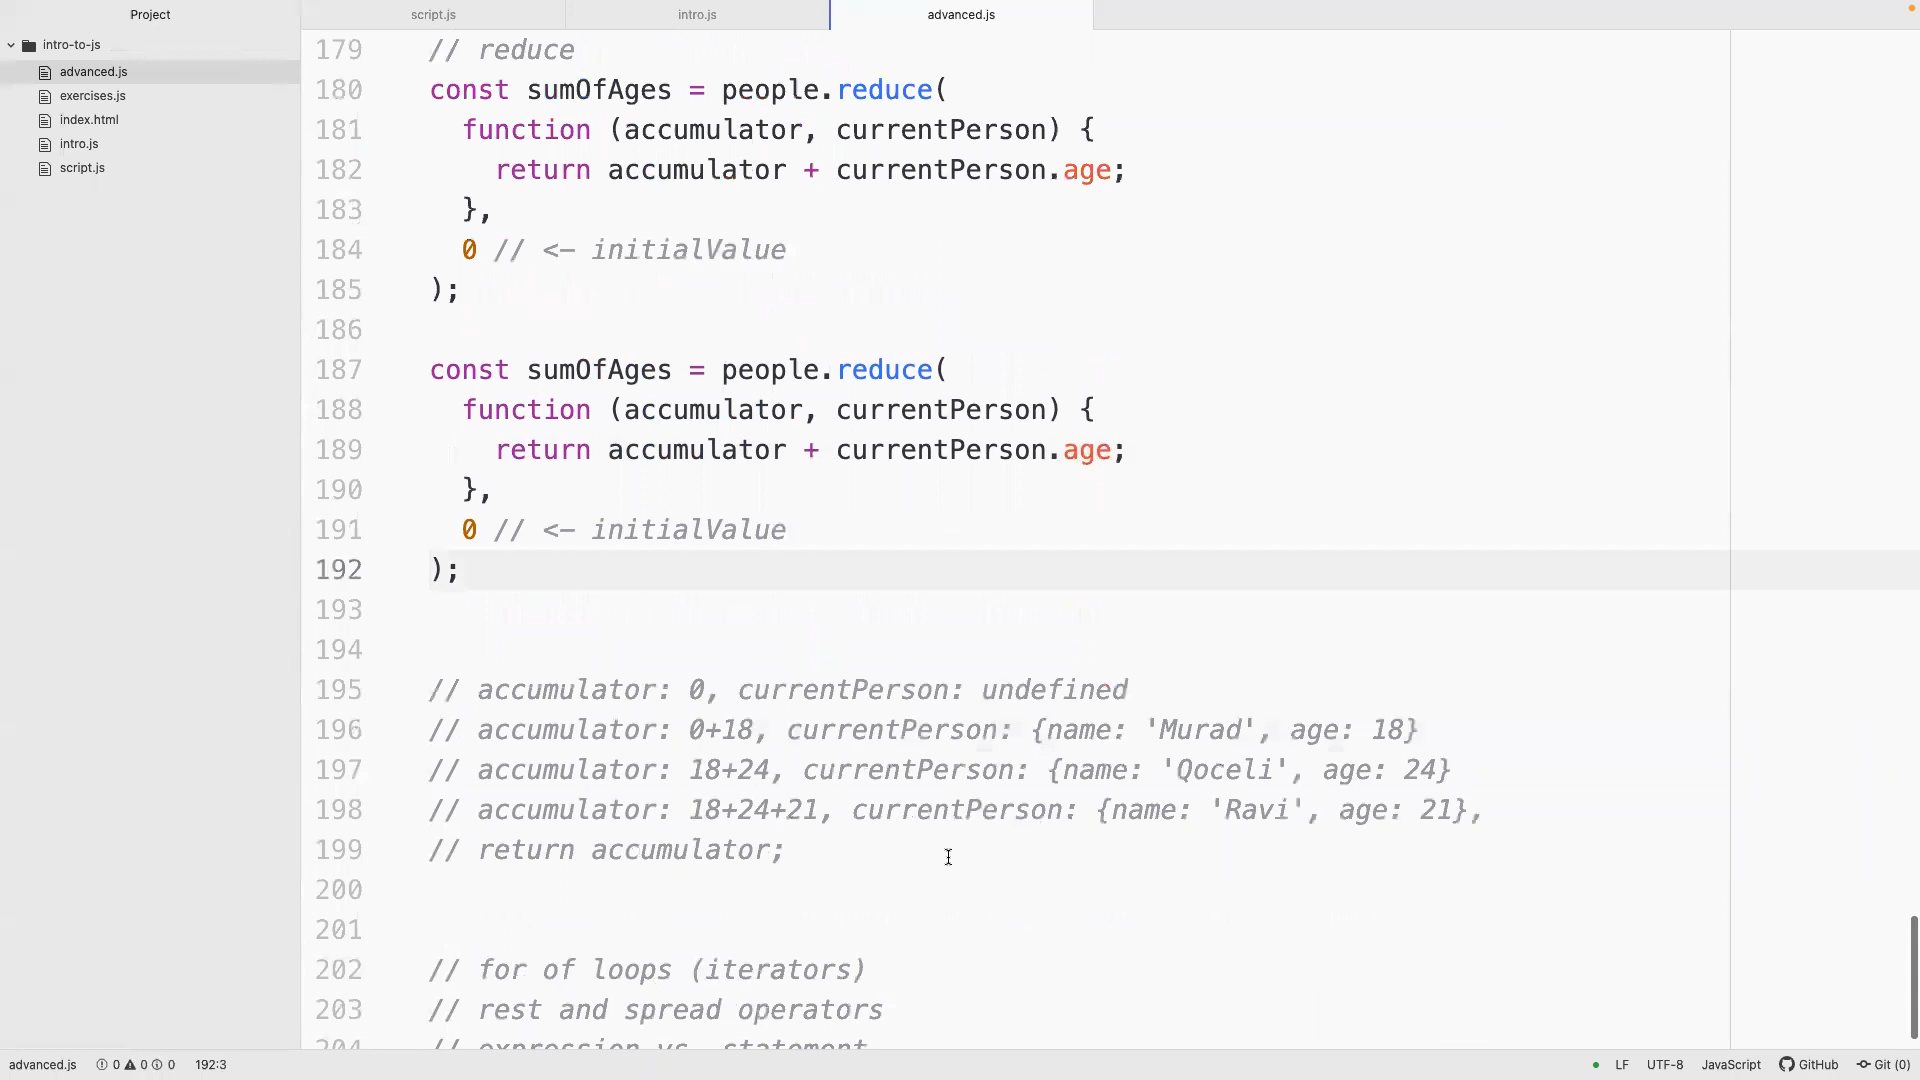 Project
script.js
intro.js
advanced.js
intro-to-js
advanced.js
exercises.js
index.html
intro.js
script.js
179 // reduce
180 const sumOfAges = people.reduce(
181 function (accumulator, currentPerson) {
182 return accumulator + currentPerson.age;
183 },
184 0 // <- initialValue
185 );
186
187 const sumOfAges = people.reduce(
188 function (accumulator, currentPerson) {
189 return accumulator + currentPerson.age;
190 },
191 0 // <- initialValue
192 );
193
194
195 // accumulator: 0, currentPerson: undefined
196 // accumulator: 0+18, currentPerson: {name: 'Murad', age: 18}
197 // accumulator: 18+24, currentPerson: {name: 'Qoceli', age: 24}
198 // accumulator: 18+24+21, currentPerson: {name: 'Ravi', age: 21},
199 // return accumulator;
200
201
202 // for of loops (iterators)
203 // rest and spread operators
204 // expression vs. statement
advanced.js 0 0 0 192:3 LF UTF-8 JavaScript GitHub Git (0)